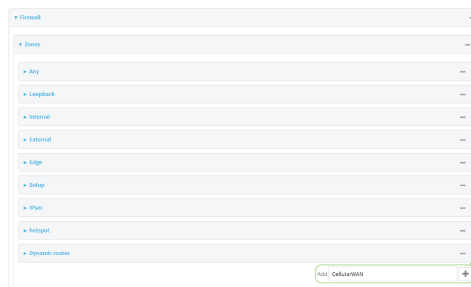 Firewall
Zones
Any
Loopback
Internal
External
Edge
Setup
IPsec
hotspot
Dynamic routes
Add CellularWAN